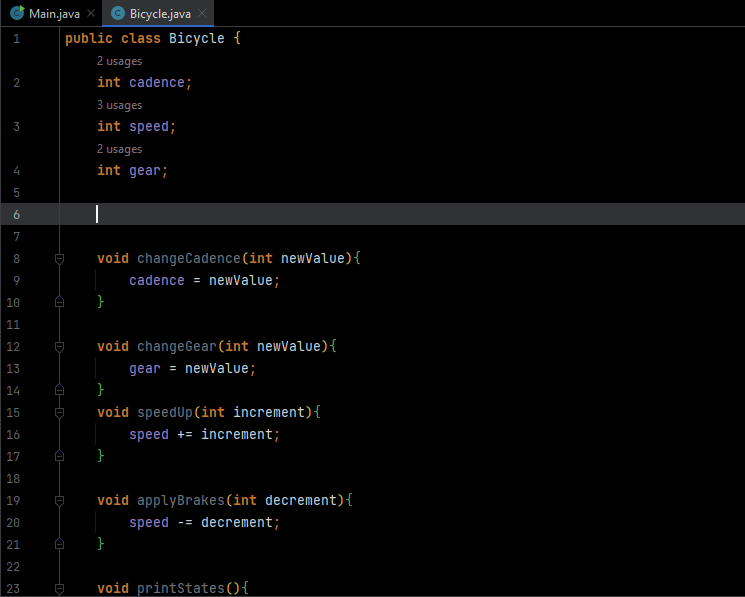 Main.java Bicycle.java
1 public class Bicycle {
2 usages
2 int cadence;
3 usages
3 int speed;
2 usages
4 int gear;
5
6
7
8 void changeCadence(int newValue){
9 cadence = newValue;
10 }
11
12 void changeGear(int newValue){
13 gear = newValue;
14 }
15 void speedUp(int increment){
16 speed += increment;
17 }
18
19 void applyBrakes(int decrement){
20 speed -= decrement;
21 }
22
23 void printStates(){